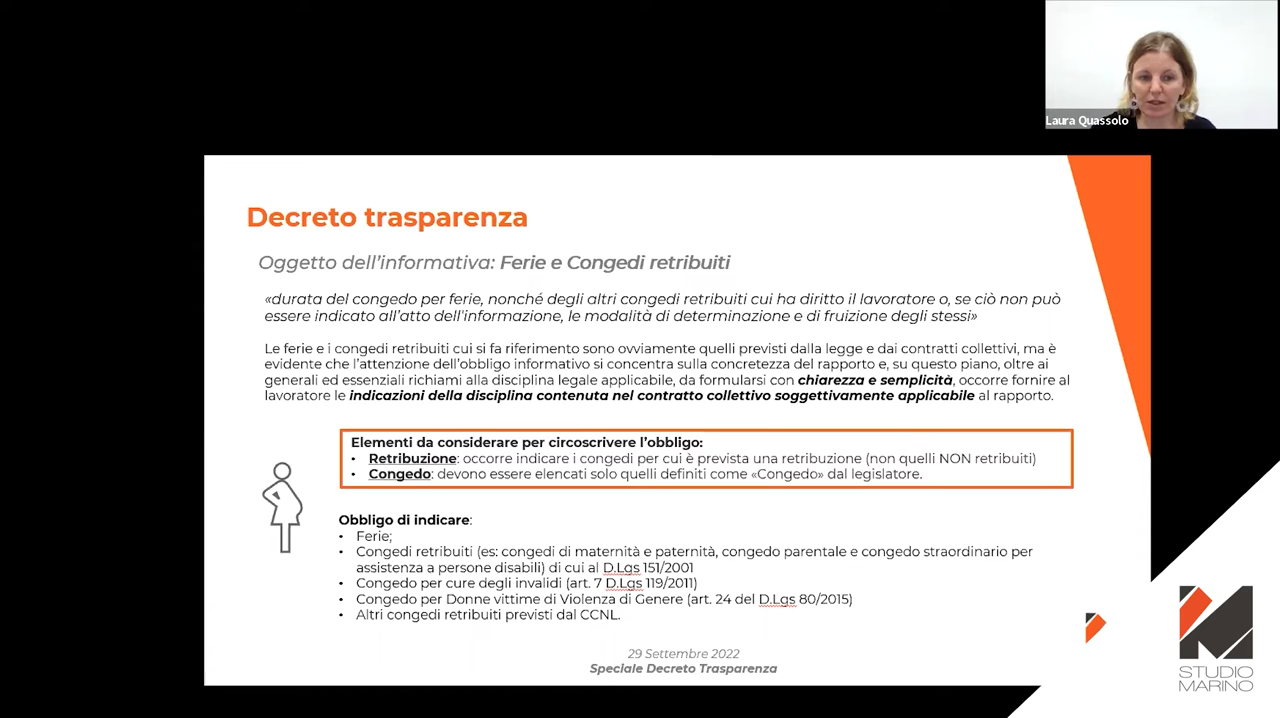 Laura Quassolo
Decreto trasparenza
Oggetto dell’informativa: Ferie e Congedi retribuiti
«durata del congedo per ferie, nonché degli altri congedi retribuiti cui ha diritto il lavoratore o, se ciò non può
essere indicato all’atto dell’informazione, le modalità di determinazione e di fruizione degli stessi»
Le ferie e i congedi retribuiti cui si fa riferimento sono ovviamente quelli previsti dalla legge e dai contratti collettivi, ma è
evidente che l’attenzione dell’obbligo informativo si concentra sulla concretezza del rapporto e, su questo piano, oltre ai
generali ed essenziali richiami alla disciplina legale applicabile, da formularsi con chiarezza e semplicità, occorre fornire al
lavoratore le indicazioni della disciplina contenuta nel contratto collettivo soggettivamente applicabile al rapporto.
Elementi da considerare per circoscrivere l’obbligo:
• Retribuzione: occorre indicare i congedi per cui è prevista una retribuzione (non quelli NON retribuiti)
• Congedo: devono essere elencati solo quelli definiti come «Congedo» dal legislatore.
Obbligo di indicare:
• Ferie;
• Congedi retribuiti (es: congedi di maternità e paternità, congedo parentale e congedo straordinario per
assistenza a persone disabili) di cui al D.Lgs 151/2001
• Congedo per cure degli invalidi (art. 7 D.Lgs 119/2011)
• Congedo per Donne vittime di Violenza di Genere (art. 24 del D.Lgs 80/2015)
• Altri congedi retribuiti previsti dal CCNL.
29 Settembre 2022
Speciale Decreto Trasparenza
STUDIO
MARINO